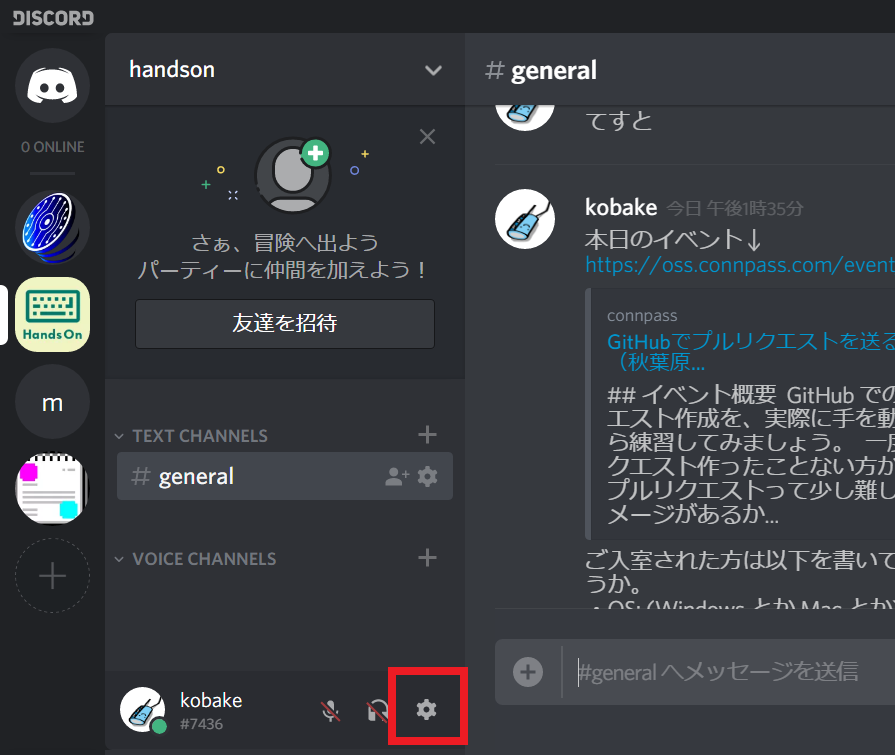 DISCORD
0 ONLINE
Hands On
m
handson
さぁ、冒険へ出よう
パーティーに仲間を加えよう！
友達を招待
TEXT CHANNELS
# general
VOICE CHANNELS
kobake
#7436
# general
てすと
kobake 今日 午後1時35分
本日のイベント↓
https://oss.connpass.com/event
connpass
GitHubでプルリクエストを送る
（秋葉原...
## イベント概要 GitHub での
エスト作成を、実際に手を動
ら練習してみましょう。 一度
クエスト作ったことない方が
プルリクエストって少し難し
メージがあるか...
ご入室された方は以下を書いて
うか。
・OS: (Windows とか Mac とか
#general へメッセージを送信